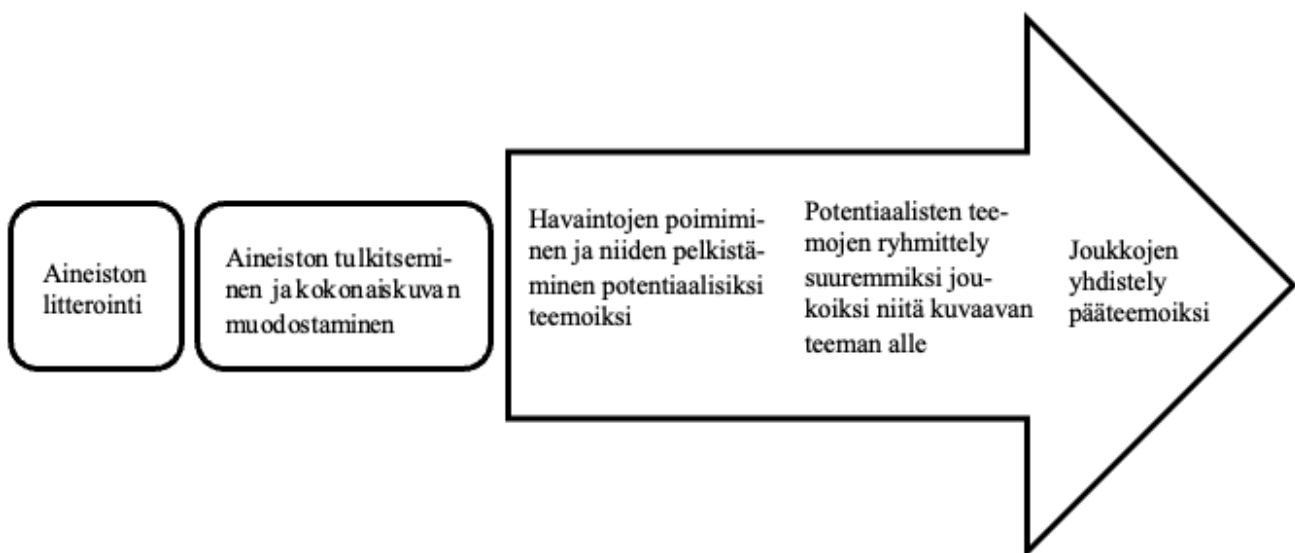 Aineiston
litterointi
Aineiston tulkitsemi-
nen ja kokonaiskuvan
muodostaminen
Havaintojen poimimi-
nen ja niiden pelkistä-
minen potentiaalisiksi
teemoiksi
Potentiaalisten tee-
mojen ryhmittely
suuremmiksi jou-
koiksi niitä kuvaavan
teeman alle
Joukkojen
yhdistely
pääteemoiksi